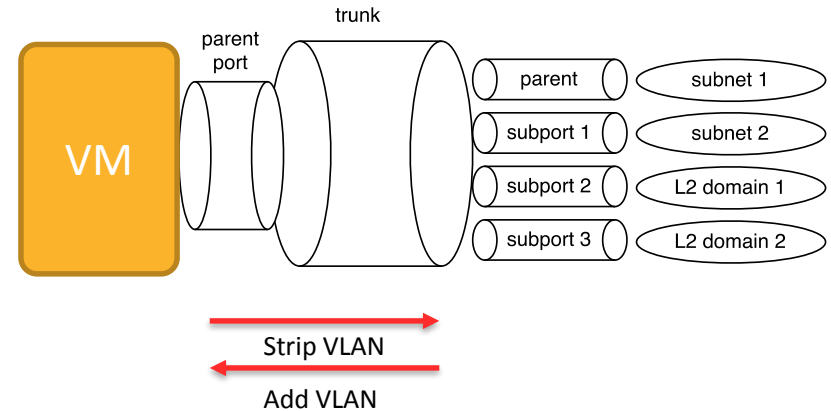 trunk
parent
port
VM
parent
subnet 1
subport 1
subnet 2
subport 2
L2 domain 1
subport 3
L2 domain 2
Strip VLAN
Add VLAN